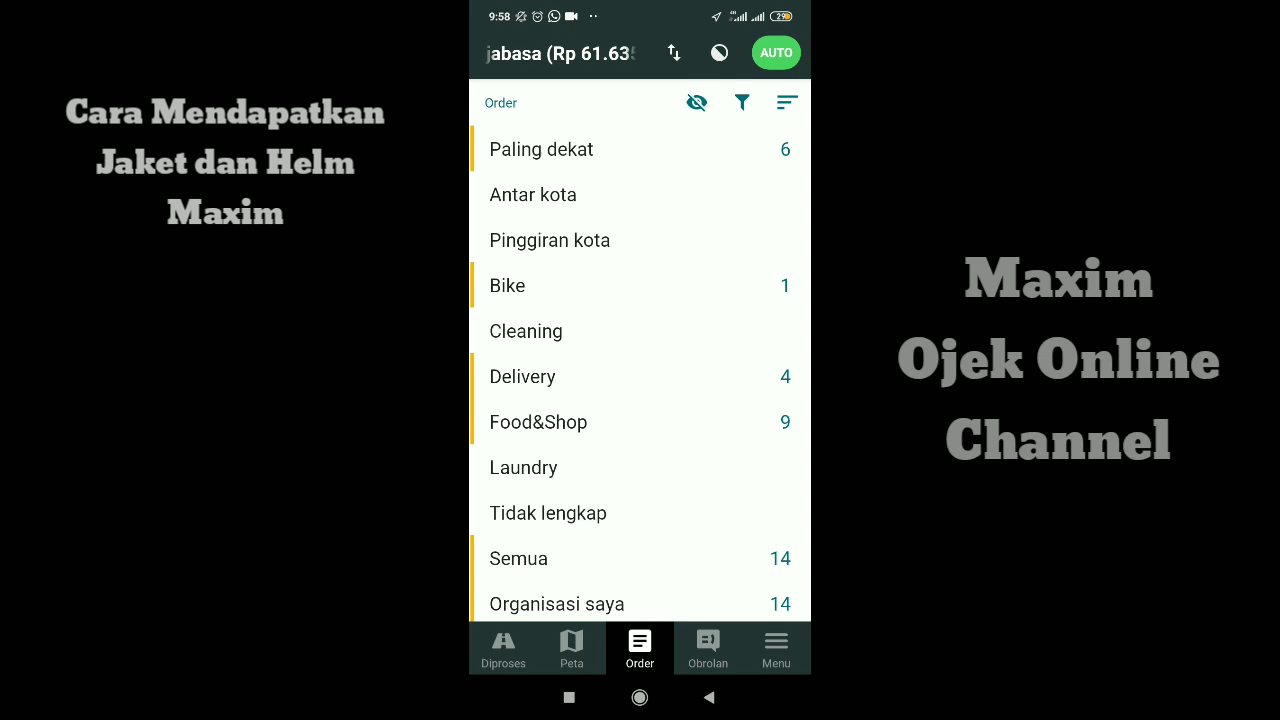 Cara Mendapatkan
Jaket dan Helm
Maxim
9:58
29
jabasa (Rp 61.635
AUTO
Order
Paling dekat 6
Antar kota
Pinggiran kota
Bike 1
Cleaning
Delivery 4
Food&Shop 9
Laundry
Tidak lengkap
Semua 14
Organisasi saya 14
Diproses Peta Order Obrolan Menu
Maxim
Ojek Online
Channel